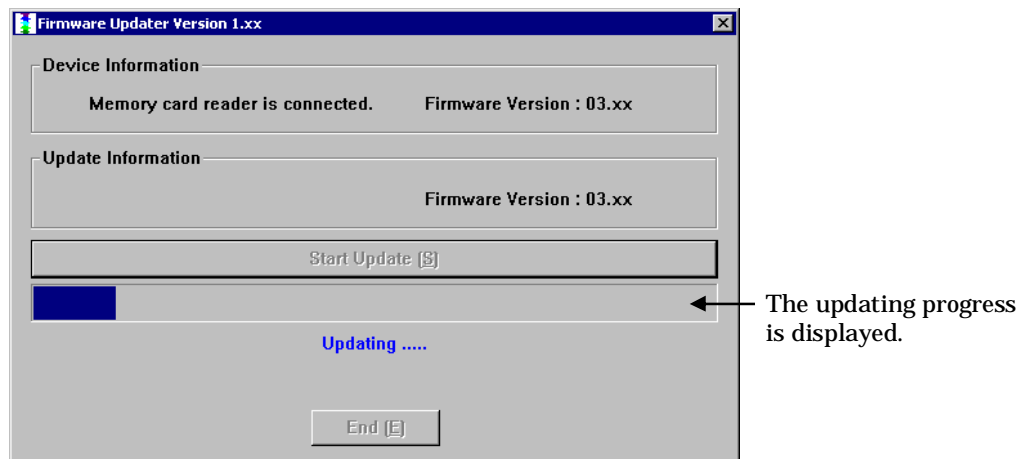 Firmware Updater Version 1.xx
Device Information
Memory card reader is connected. Firmware Version : 03.xx
Update Information
Firmware Version : 03.xx
Start Update (S)
The updating progress
is displayed.
Updating .....
End (E)